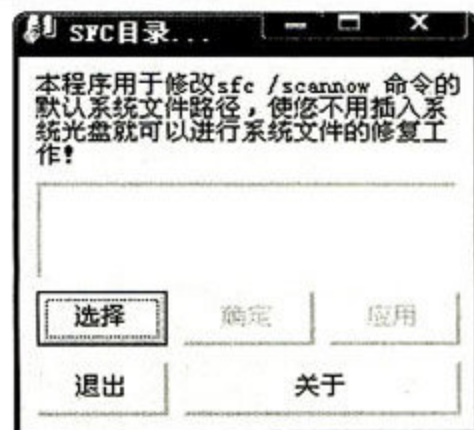 SFC目录...
本程序用于修改sfc /scannow 命令的
默认系统文件路径，使您不用插入系
统光盘就可以进行系统文件的修复工
作！
选择 确定 应用
退出 关于